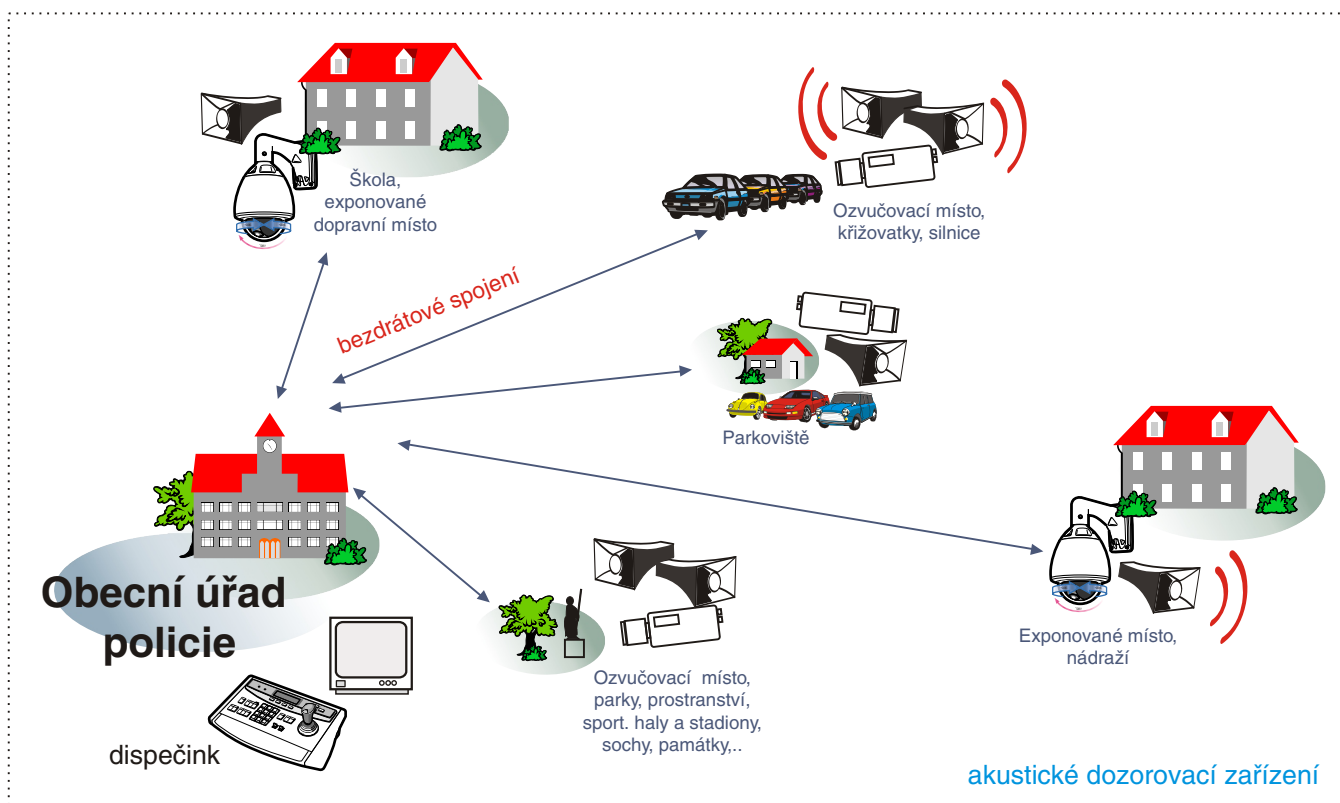 Škola,
exponované
dopravní místo
Ozvučovací místo,
křižovatky, silnice
bezdrátové spojení
Parkoviště
Obecní úřad
policie
Exponované místo,
nádraží
Ozvučovací místo,
parky, prostranství,
sport. haly a stadiony,
sochy, památky,..
dispečink
akustické dozorovací zařízení